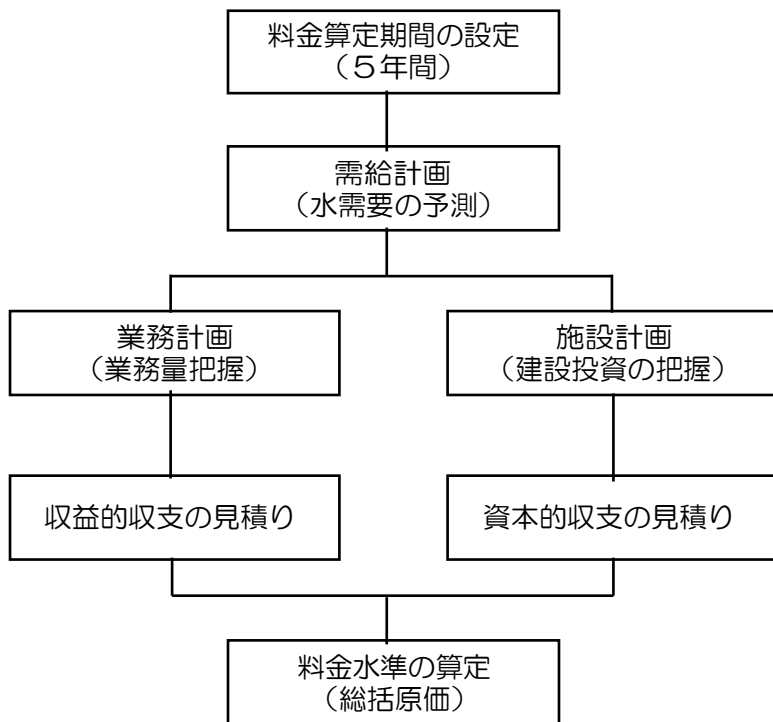 料金算定期間の設定
（５年間）
需給計画
（水需要の予測）
業務計画
（業務量把握）
施設計画
（建設投資の把握）
収益的収支の見積り
資本的収支の見積り
料金水準の算定
（総括原価）